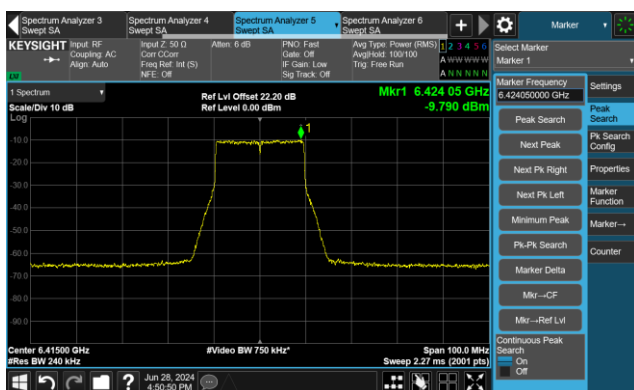 Spectrum Analyzer 3
Swept SA
Spectrum Analyzer 4
Swept SA
Spectrum Analyzer 5
Swept SA
Spectrum Analyzer 6
Swept SA
+
Marker
KEYSIGHT
Input: RF
Coupling: AC
Align: Auto
Input Z: 50 Ω
Corr CCorr
Freq Ref: Int (S)
NFE: Off
Atten: 6 dB
PNO: Fast
Gate: Off
IF Gain: Low
Sig Track: Off
Avg Type: Power (RMS)
Avg|Hold: 100/100
Trig: Free Run
1 2 3 4 5 6
A W W W W W
A N N N N N
LXI
Select Marker
Marker 1
1 Spectrum
Scale/Div 10 dB
Log
Ref Lvl Offset 22.20 dB
Ref Level 0.00 dBm
Mkr1 6.424 05 GHz
-9.790 dBm
1
-10.0
-20.0
-30.0
-40.0
-50.0
-60.0
-70.0
-80.0
-90.0
Center 6.41500 GHz
#Res BW 240 kHz
#Video BW 750 kHz*
Span 100.0 MHz
Sweep 2.27 ms (2001 pts)
Marker Frequency
6.424050000 GHz
Peak Search
Next Peak
Next Pk Right
Next Pk Left
Minimum Peak
Pk-Pk Search
Marker Delta
Mkr→CF
Mkr→Ref Lvl
Continuous Peak
Search
On
Off
Settings
Peak
Search
Pk Search
Config
Properties
Marker
Function
Marker→
Counter
?
Jun 28, 2024
4:50:50 PM